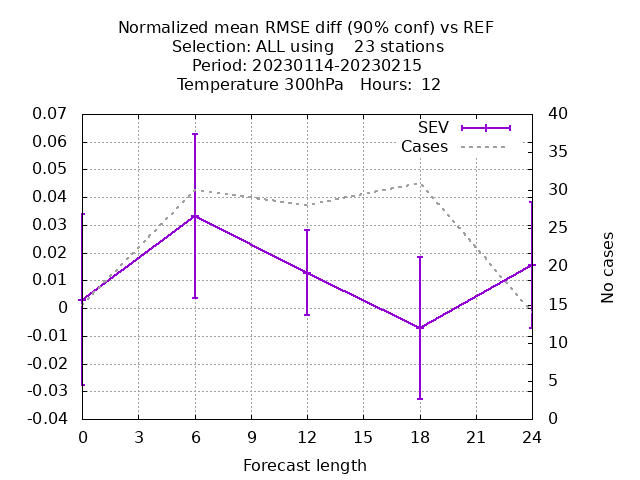 Normalized mean RMSE diff (90% conf) vs REF
Selection: ALL using    23 stations
Period: 20230114-20230215
Temperature 300hPa   Hours:  12
SEV
Cases
0.07
0.06
0.05
0.04
0.03
0.02
0.01
0
-0.01
-0.02
-0.03
-0.04
40
35
30
25
20
15
10
5
0
No cases
0 3 6 9 12 15 18 21 24
Forecast length